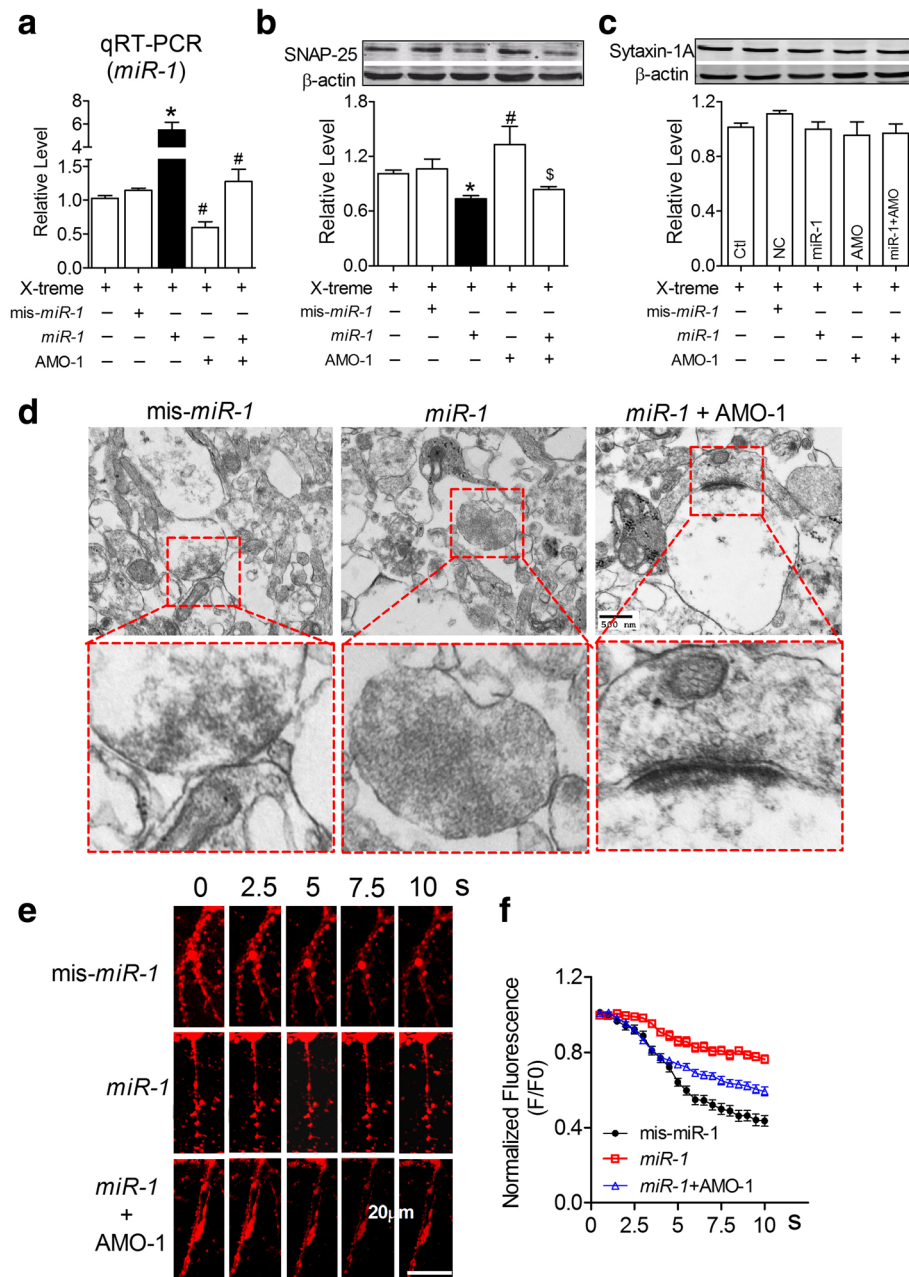 a
qRT-PCR
(miR-1)
Relative Level
8
6
4
1.5
1.0
0.5
0.0
*
#
#
X-treme + + + + +
mis-miR-1 – + – – –
miR-1 – – + – +
AMO-1 – – – + +
b
SNAP-25
β-actin
Relative Level
1.8
1.2
0.6
0.0
*
#
$
X-treme + + + + +
mis-miR-1 – + – – –
miR-1 – – + – +
AMO-1 – – – + +
c
Sytaxin-1A
β-actin
Relative Level
1.2
0.8
0.4
0.0
Ctl
NC
miR-1
AMO
miR-1+AMO
X-treme + + + + +
mis-miR-1 – + – – –
miR-1 – – + – +
AMO-1 – – – + +
d
mis-miR-1 miR-1 miR-1 + AMO-1
500 nm
e
0 2.5 5 7.5 10 s
mis-miR-1
miR-1
miR-1
+
AMO-1
20μm
f
Normalized Fluorescence
(F/F0)
1.2
0.8
0.4
0.0
mis-miR-1
miR-1
miR-1+AMO-1
0 2.5 5 7.5 10 s